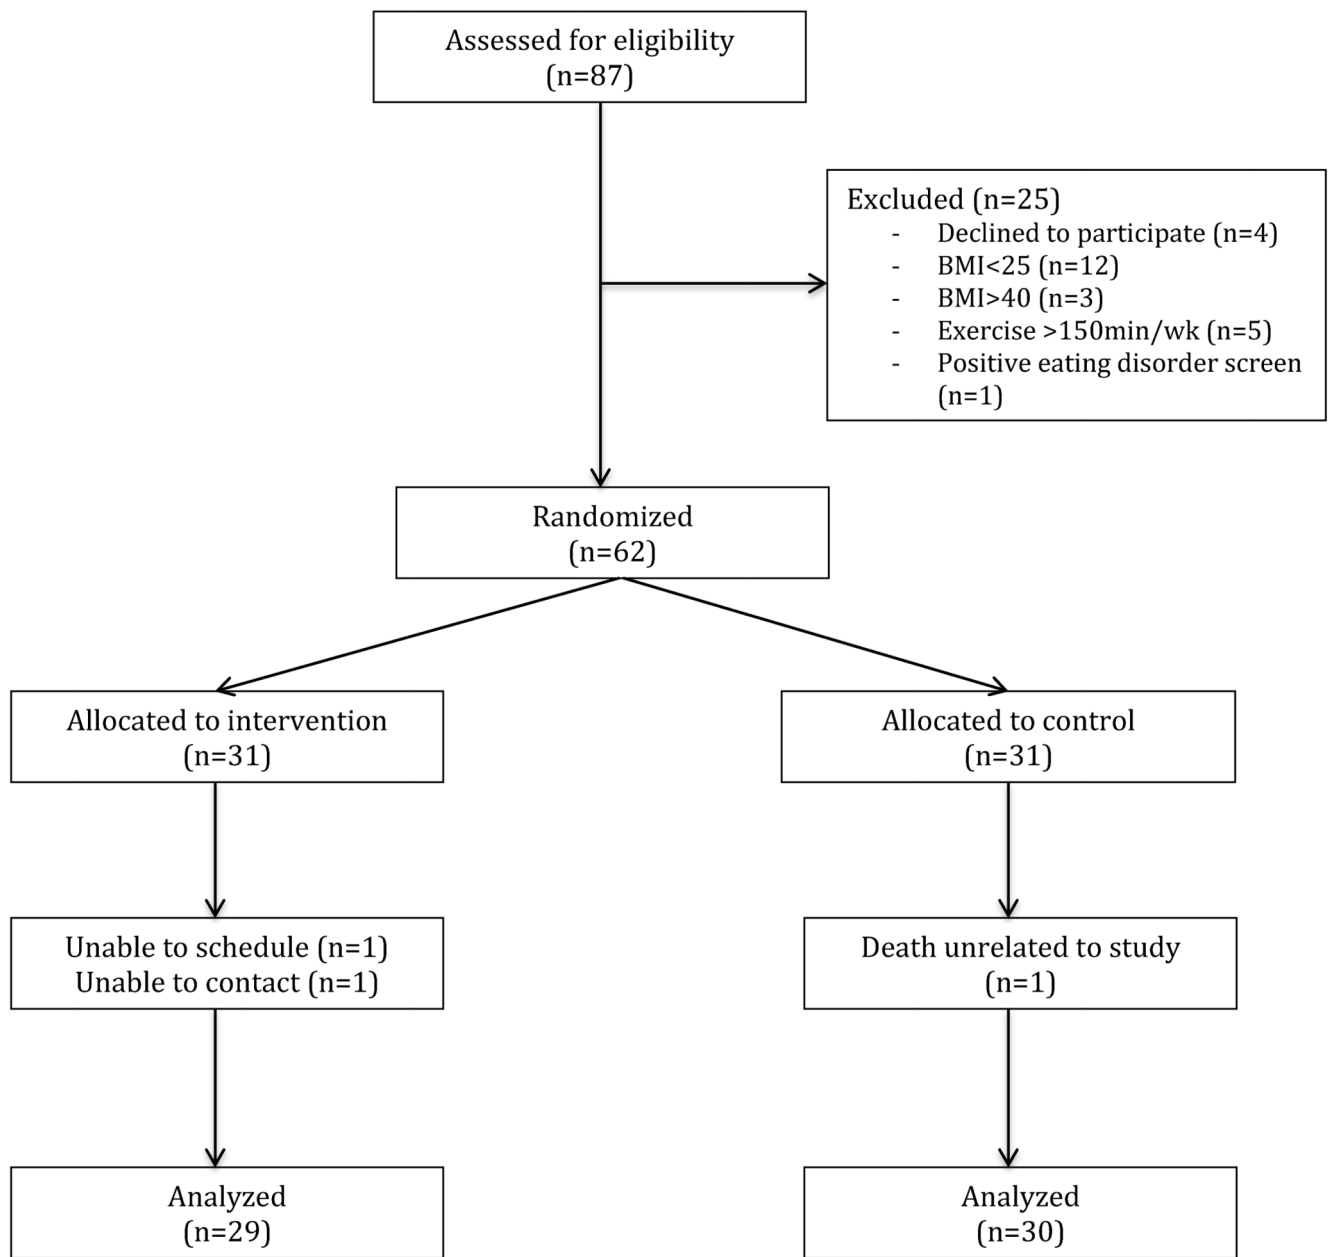 Assessed for eligibility
(n=87)
Excluded (n=25)
- Declined to participate (n=4)
- BMI<25 (n=12)
- BMI>40 (n=3)
- Exercise >150min/wk (n=5)
- Positive eating disorder screen
(n=1)
Randomized
(n=62)
Allocated to intervention
(n=31)
Allocated to control
(n=31)
Unable to schedule (n=1)
Unable to contact (n=1)
Death unrelated to study
(n=1)
Analyzed
(n=29)
Analyzed
(n=30)